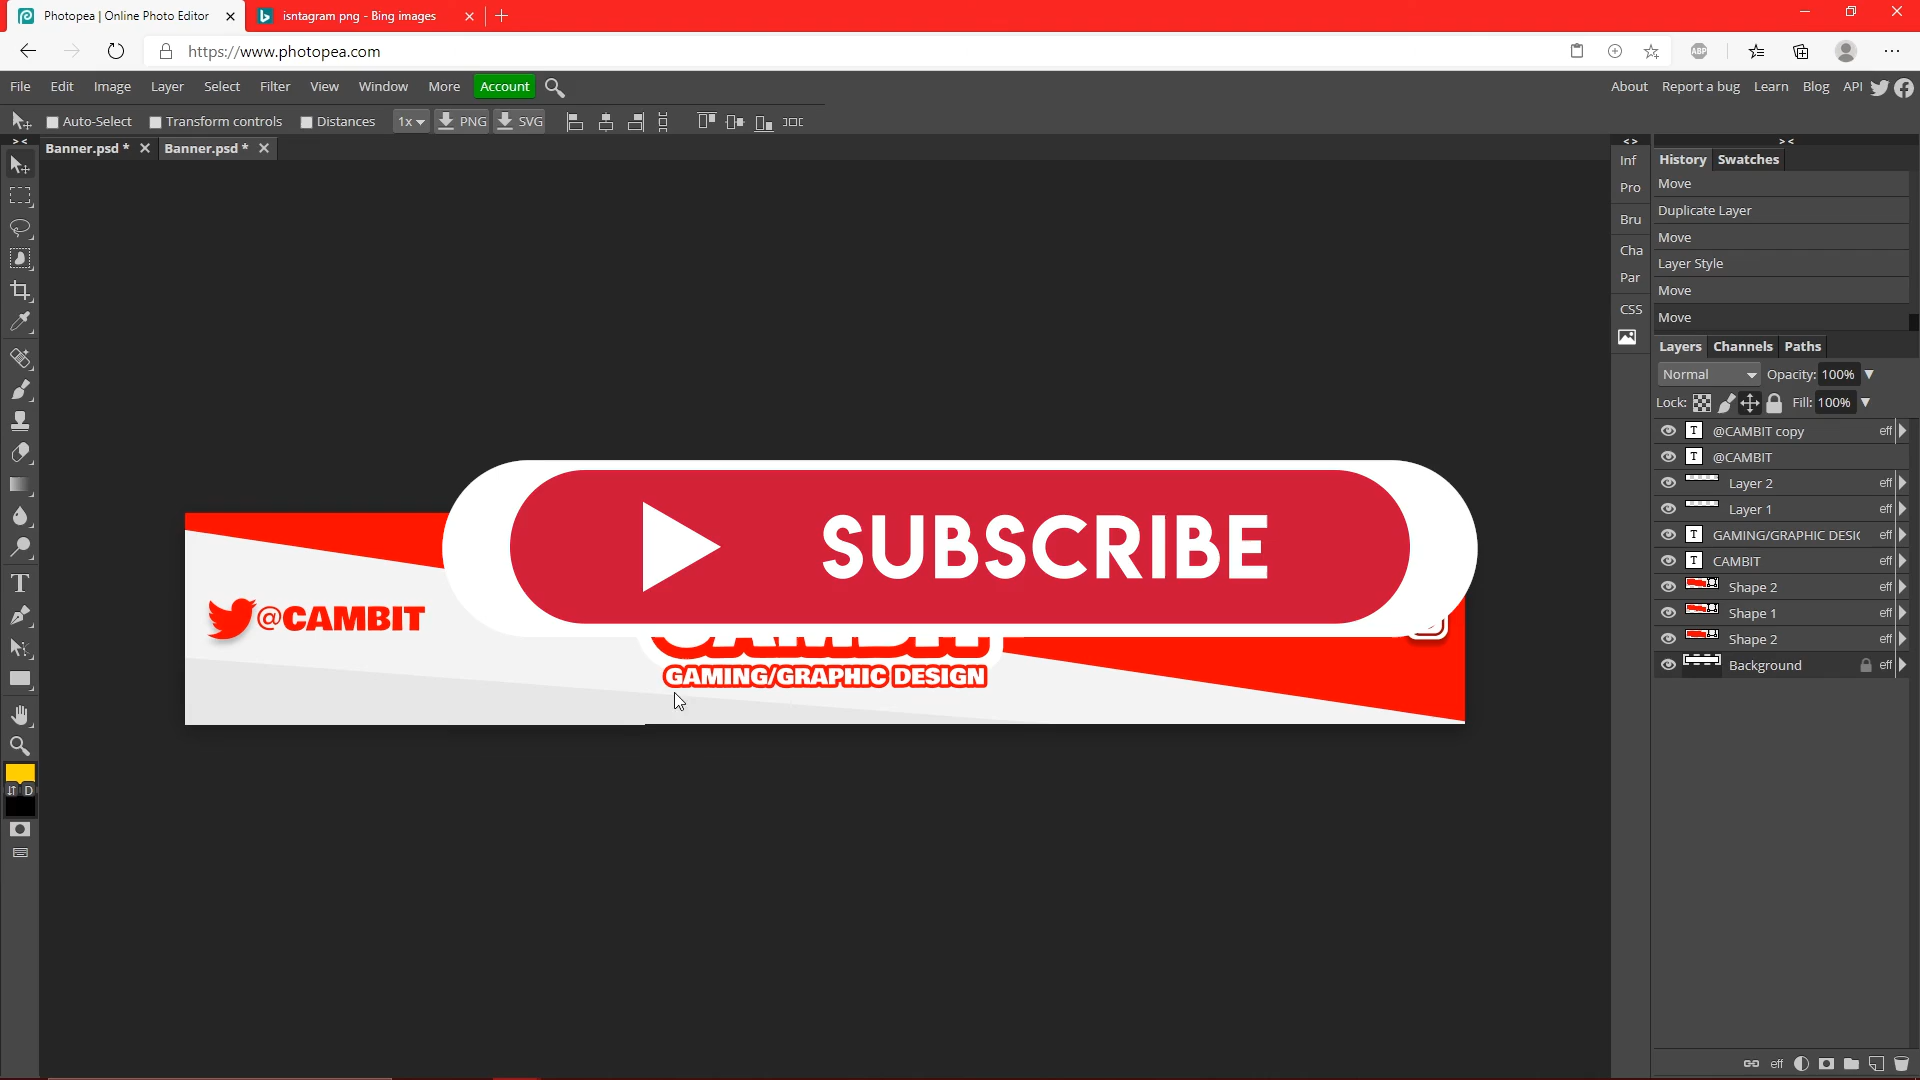 Photopea | Online Photo Editor
isntagram png - Bing images
https://www.photopea.com
ABP
File Edit Image Layer Select Filter View Window More Account
About Report a bug Learn Blog API
Auto-Select Transform controls Distances 1x PNG SVG
Banner.psd * Banner.psd *
Inf
Pro
Bru
Cha
Par
CSS
History Swatches
Move
Duplicate Layer
Move
Layer Style
Move
Move
Layers Channels Paths
Normal Opacity: 100%
Lock: Fill: 100%
@CAMBIT copy eff
@CAMBIT
Layer 2 eff
Layer 1 eff
GAMING/GRAPHIC DESIG eff
CAMBIT eff
Shape 2 eff
Shape 1 eff
Shape 2 eff
Background eff
eff
SUBSCRIBE
@CAMBIT
CAMBIT
GAMING/GRAPHIC DESIGN
D